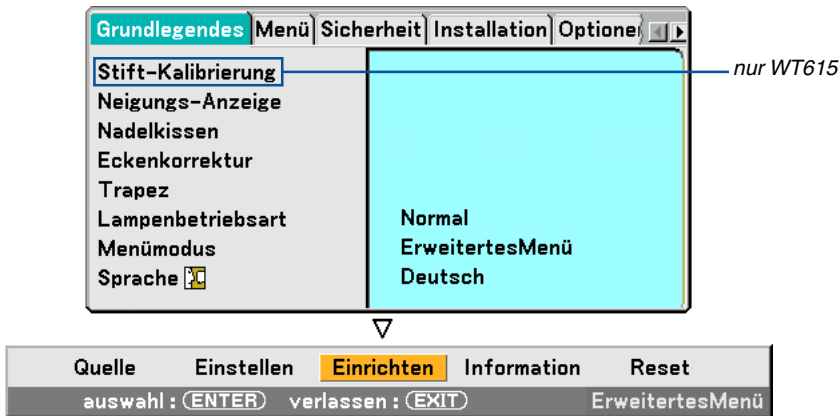 Grundlegendes Menü Sicherheit Installation Optionen
Stift-Kalibrierung nur WT615
Neigungs-Anzeige
Nadelkissen
Eckenkorrektur
Trapez
Lampenbetriebsart Normal
Menümodus ErweitertesMenü
Sprache Deutsch
Quelle Einstellen Einrichten Information Reset
auswahl : (ENTER) verlassen : (EXIT) ErweitertesMenü